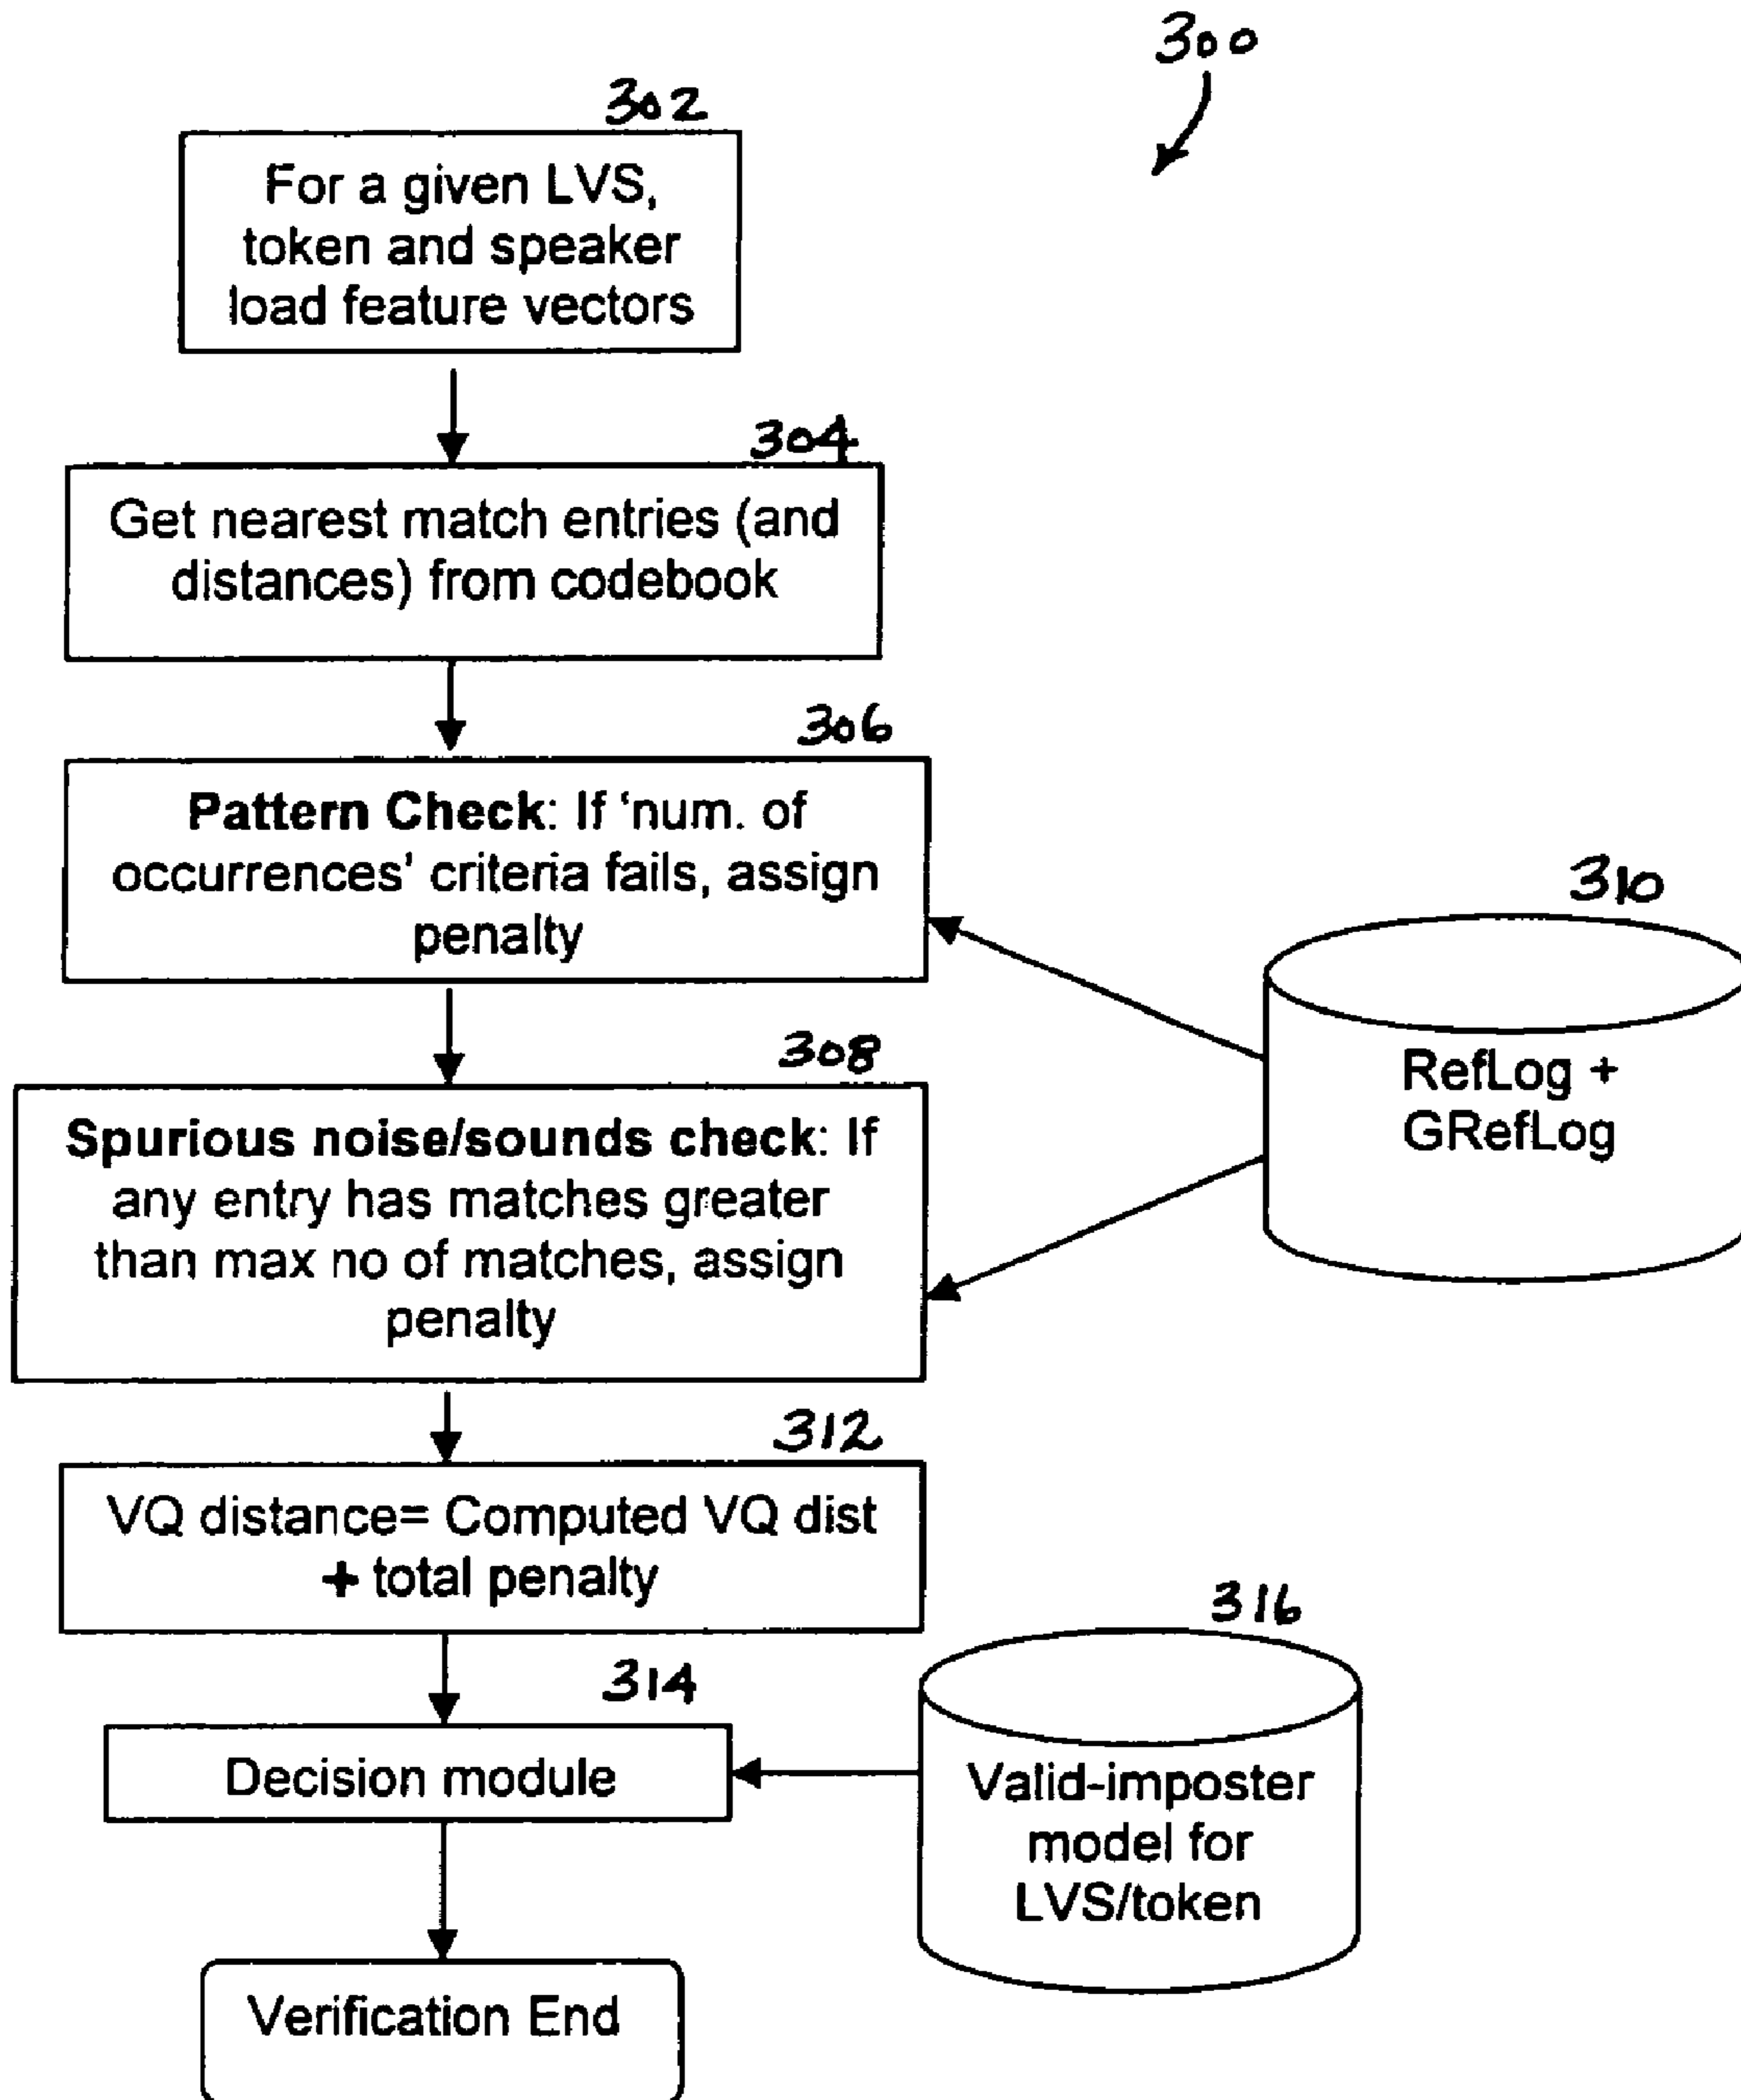 300
302
For a given LVS,
token and speaker
load feature vectors
304
Get nearest match entries (and
distances) from codebook
306
Pattern Check: If ‘num. of
occurrences’ criteria fails, assign
penalty
310
RefLog +
GRefLog
308
Spurious noise/sounds check: If
any entry has matches greater
than max no of matches, assign
penalty
312
VQ distance= Computed VQ dist
+ total penalty
314
Decision module
316
Valid-imposter
model for
LVS/token
Verification End